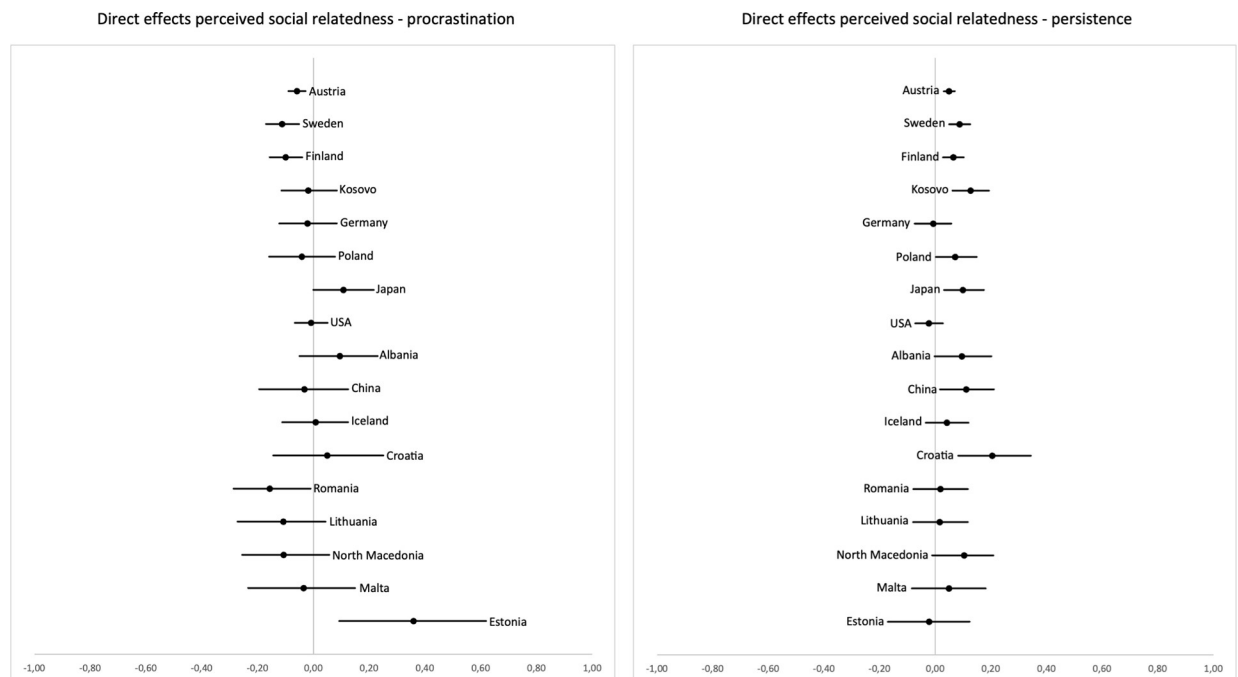 Direct effects perceived social relatedness - procrastination
Austria
Sweden
Finland
Kosovo
Germany
Poland
Japan
USA
Albania
China
Iceland
Croatia
Romania
Lithuania
North Macedonia
Malta
Estonia
-1,00 -0,80 -0,60 -0,40 -0,20 0,00 0,20 0,40 0,60 0,80 1,00
Direct effects perceived social relatedness - persistence
Austria
Sweden
Finland
Kosovo
Germany
Poland
Japan
USA
Albania
China
Iceland
Croatia
Romania
Lithuania
North Macedonia
Malta
Estonia
-1,00 -0,80 -0,60 -0,40 -0,20 0,00 0,20 0,40 0,60 0,80 1,00